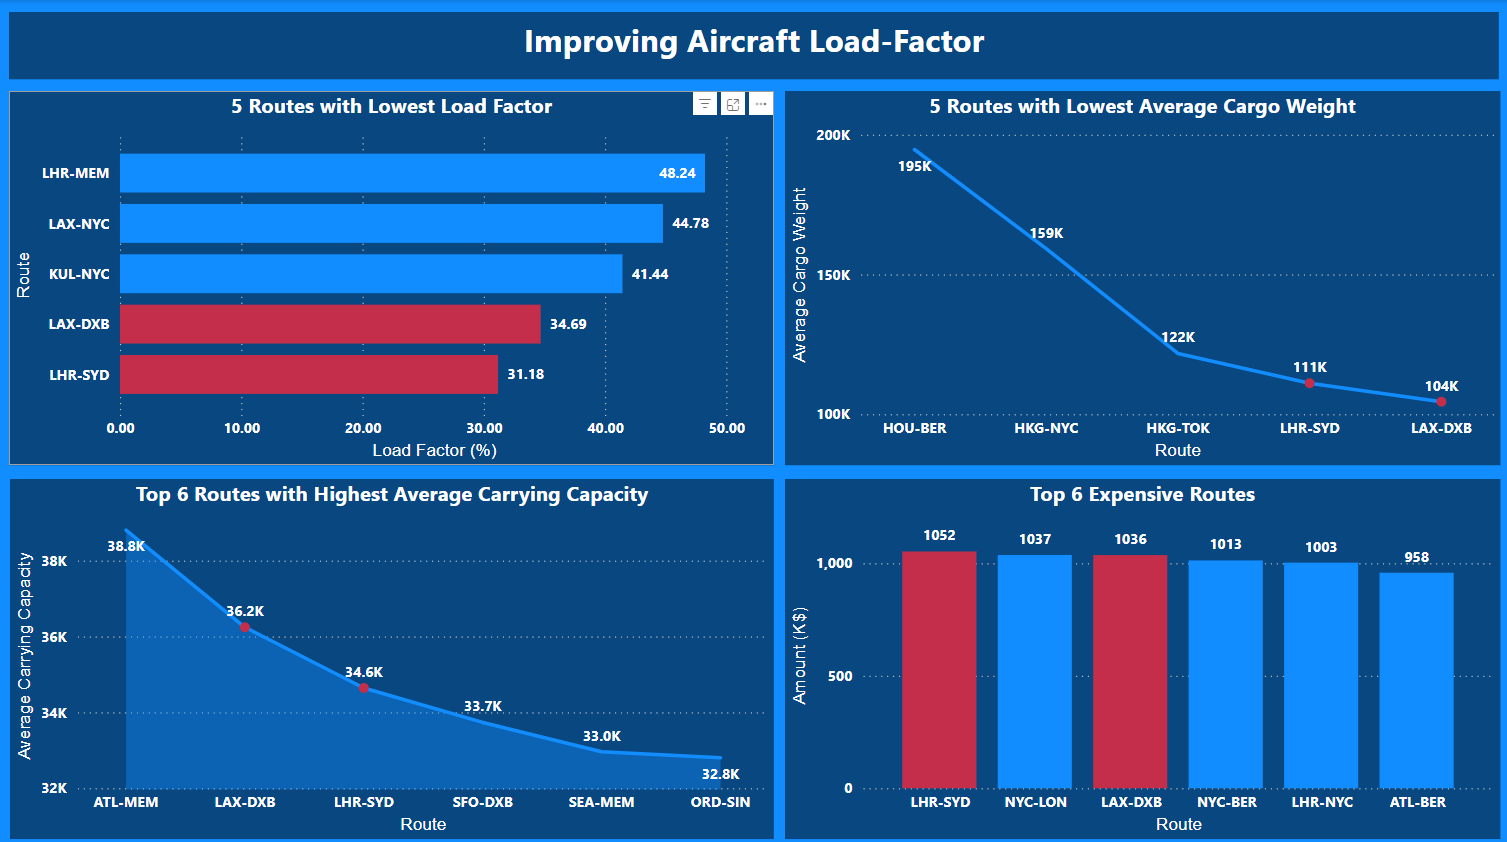 Improving Aircraft Load-Factor
5 Routes with Lowest Load Factor
Route
LHR-MEM 48.24
LAX-NYC 44.78
KUL-NYC 41.44
LAX-DXB 34.69
LHR-SYD 31.18
0.00 10.00 20.00 30.00 40.00 50.00
Load Factor (%)
5 Routes with Lowest Average Cargo Weight
Average Cargo Weight
200K
150K
100K
195K
159K
122K
111K
104K
HOU-BER HKG-NYC HKG-TOK LHR-SYD LAX-DXB
Route
Top 6 Routes with Highest Average Carrying Capacity
Average Carrying Capacity
38K
36K
34K
32K
38.8K
36.2K
34.6K
33.7K
33.0K
32.8K
ATL-MEM LAX-DXB LHR-SYD SFO-DXB SEA-MEM ORD-SIN
Route
Top 6 Expensive Routes
Amount (K$)
1,000
500
0
1052 1037 1036 1013 1003 958
LHR-SYD NYC-LON LAX-DXB NYC-BER LHR-NYC ATL-BER
Route